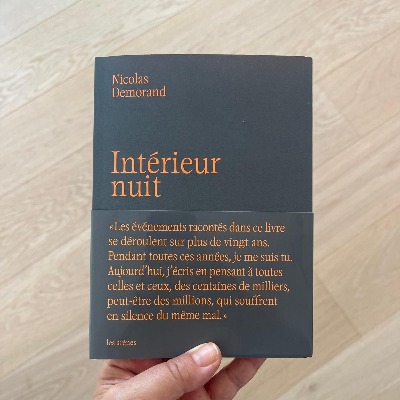 Nicolas
Demorand
Intérieur
nuit
« Les événements racontés dans ce livre
se déroulent sur plus de vingt ans.
Pendant toutes ces années, je me suis tu.
Aujourd'hui, j'écris en pensant à toutes
celles et ceux, des centaines de milliers,
peut-être des millions, qui souffrent
en silence du même mal. »
les arènes